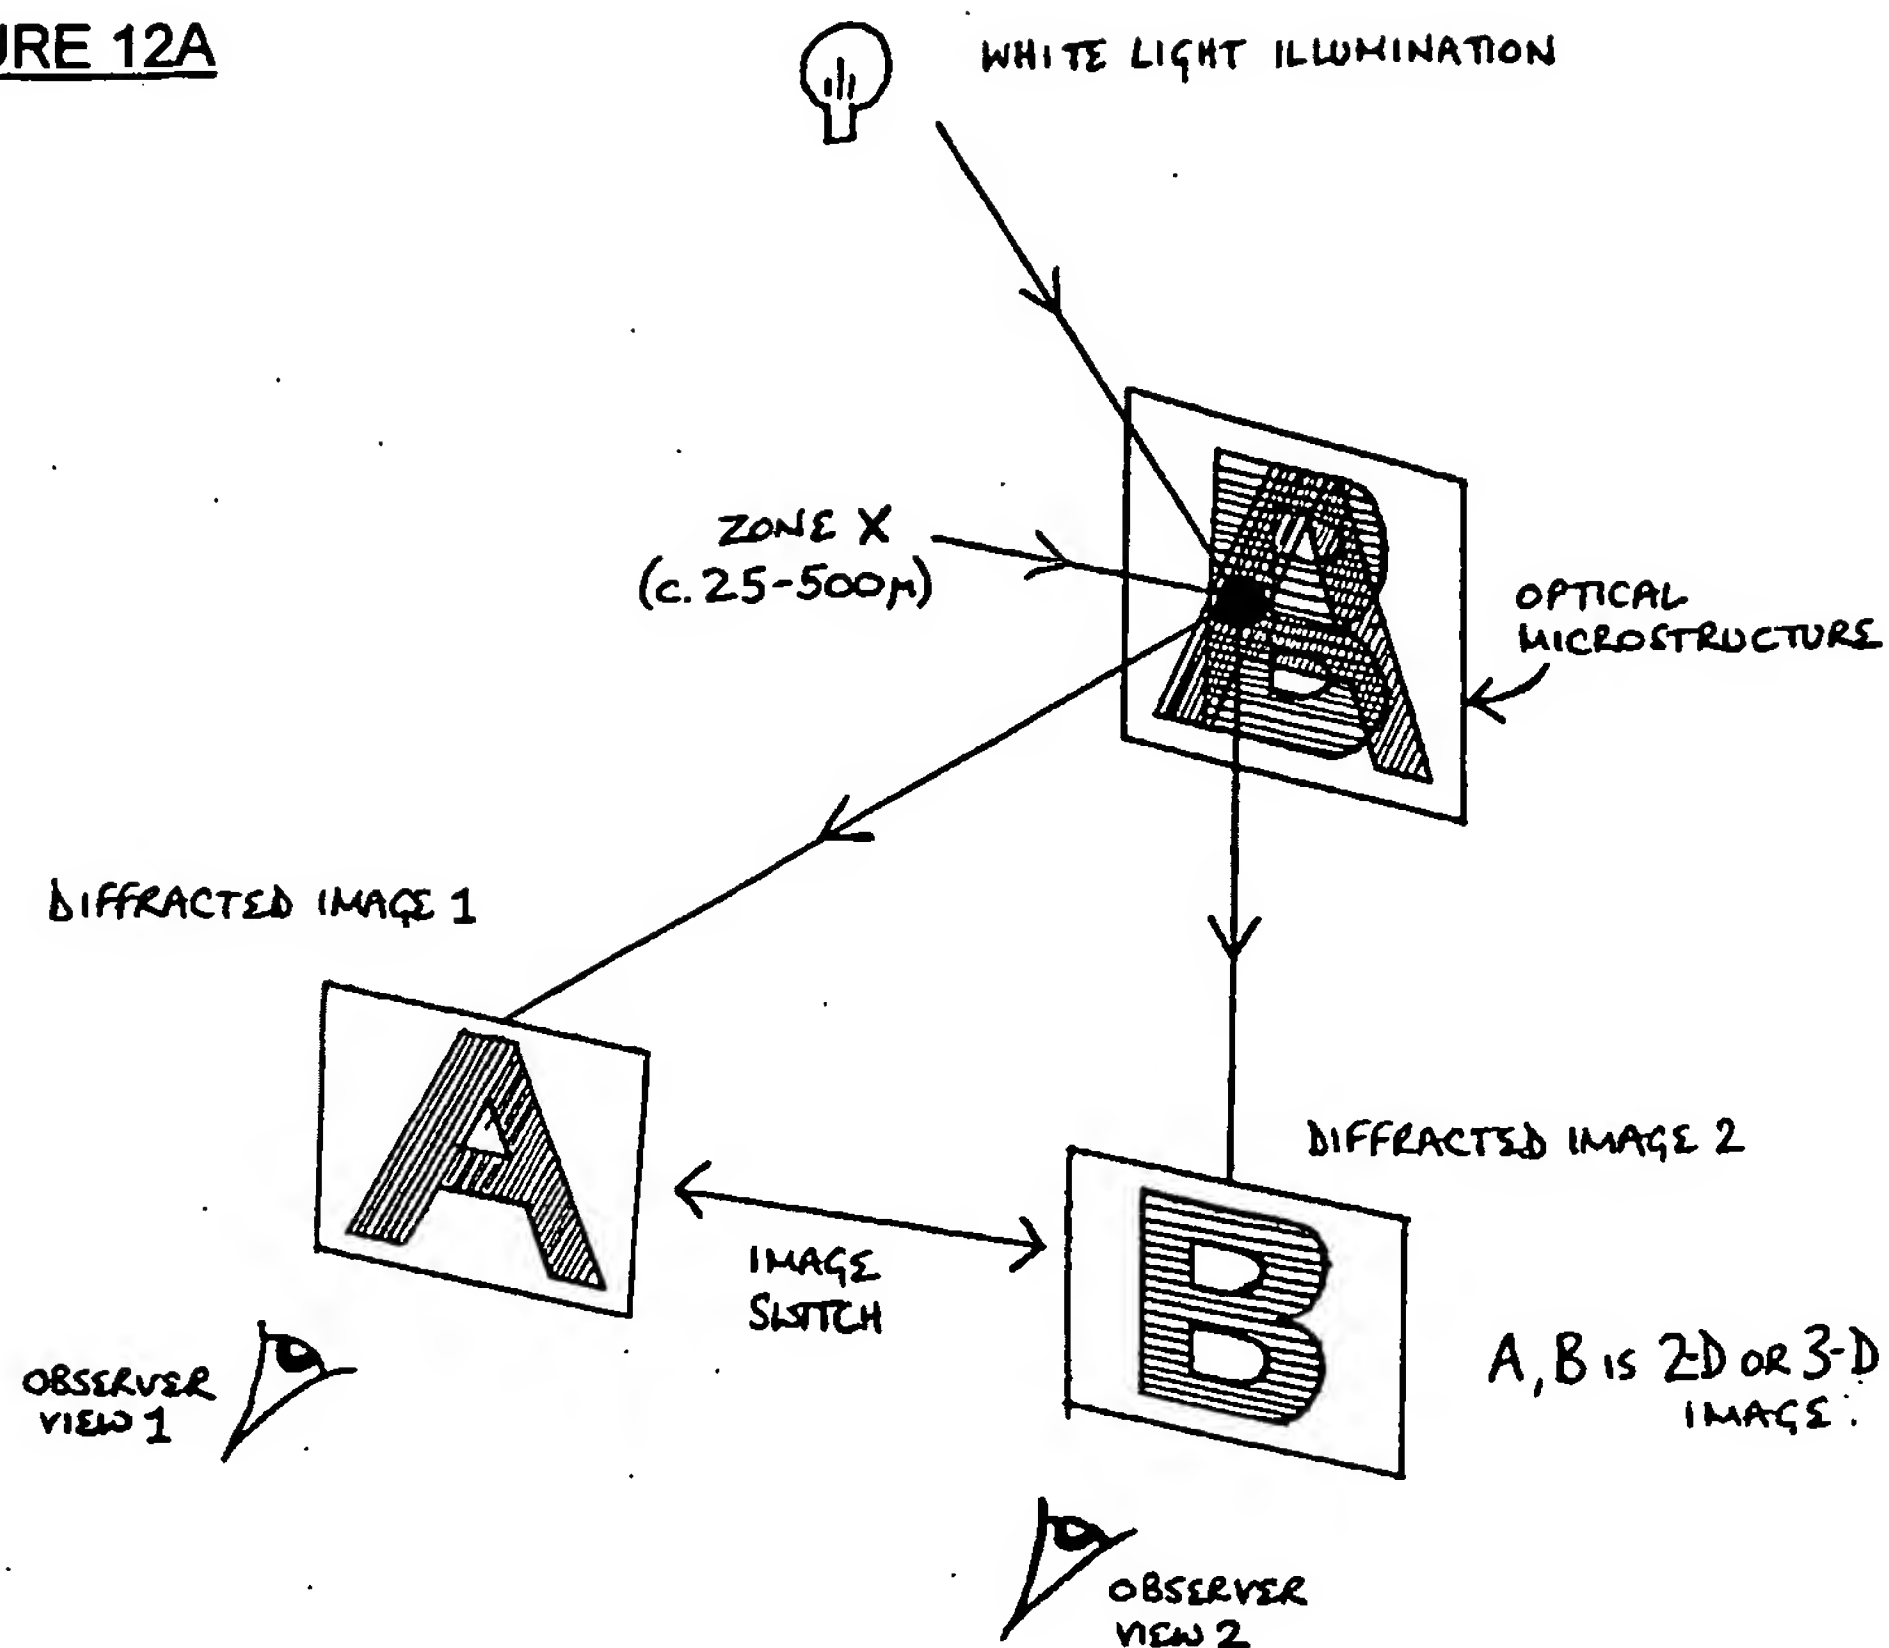 URE 12A
WHITE LIGHT ILLUMINATION
ZONE X
(c. 25-500μ)
OPTICAL
MICROSTRUCTURE
DIFFRACTED IMAGE 1
A
DIFFRACTED IMAGE 2
IMAGE
SWITCH
B
A, B IS 2-D OR 3-D
IMAGE.
OBSERVER
VIEW 1
OBSERVER
VIEW 2